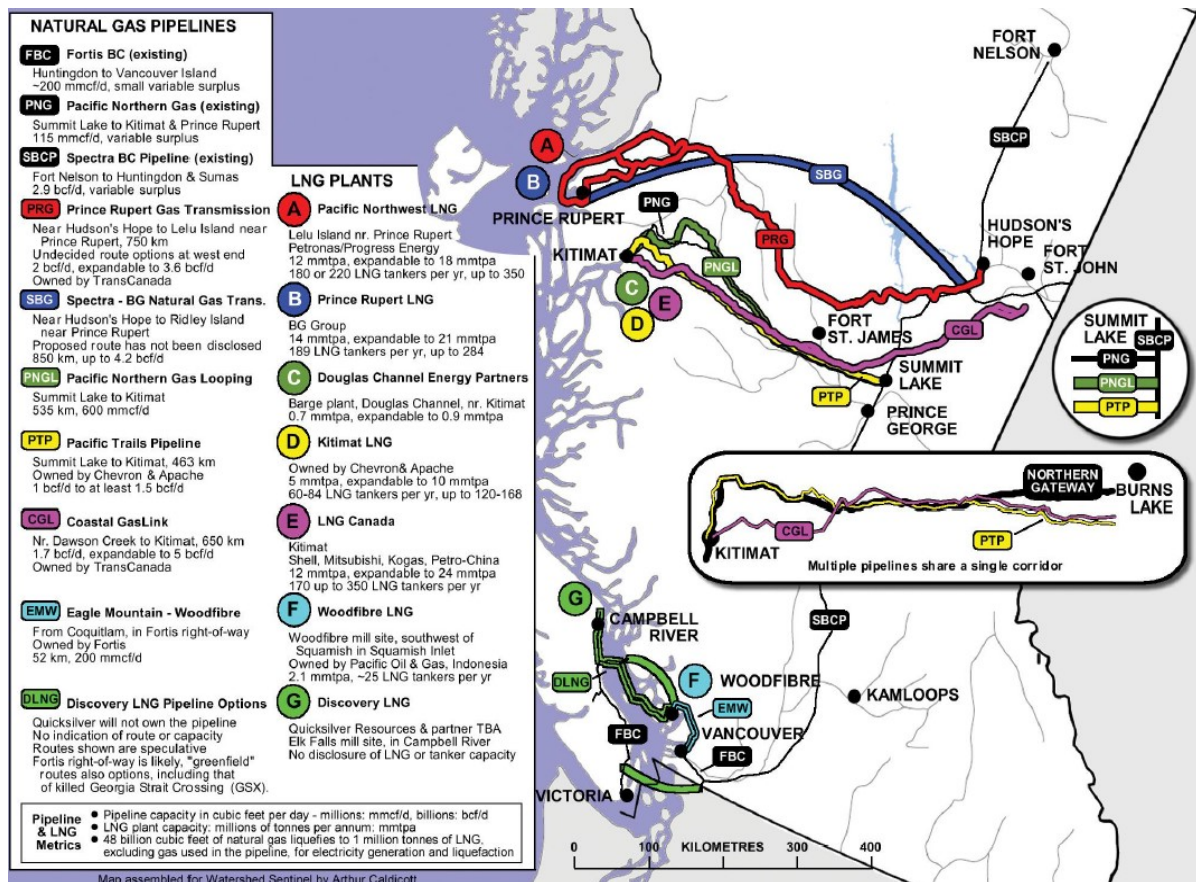 NATURAL GAS PIPELINES
FBC Fortis BC (existing)
Huntingdon to Vancouver Island
~200 mmcf/d, small variable surplus
PNG Pacific Northern Gas (existing)
Summit Lake to Kitimat & Prince Rupert
115 mmcf/d, variable surplus
SBCP Spectra BC Pipeline (existing)
Fort Nelson to Huntingdon & Sumas
2.9 bcf/d, variable surplus
PRG Prince Rupert Gas Transmission
Near Hudson's Hope to Lelu Island near
Prince Rupert, 750 km
Undecided route options at west end
2 bcf/d, expandable to 3.6 bcf/d
Owned by TransCanada
SBG Spectra - BG Natural Gas Trans.
Near Hudson's Hope to Ridley Island
near Prince Rupert
Proposed route has not been disclosed
850 km, up to 4.2 bcf/d
PNGL Pacific Northern Gas Looping
Summit Lake to Kitimat
535 km, 600 mmcf/d
PTP Pacific Trails Pipeline
Summit Lake to Kitimat, 463 km
Owned by Chevron & Apache
1 bcf/d to at least 1.5 bcf/d
CGL Coastal GasLink
Nr. Dawson Creek to Kitimat, 650 km
1.7 bcf/d, expandable to 5 bcf/d
Owned by TransCanada
EMW Eagle Mountain - Woodfibre
From Coquitlam, in Fortis right-of-way
Owned by Fortis
52 km, 200 mmcf/d
DLNG Discovery LNG Pipeline Options
Quicksilver will not own the pipeline
No indication of route or capacity
Routes shown are speculative
Fortis right-of-way is likely, "greenfield"
routes also options, including that
of killed Georgia Strait Crossing (GSX).
LNG PLANTS
A Pacific Northwest LNG
Lelu Island nr. Prince Rupert
Petronas/Progress Energy
12 mmtpa, expandable to 18 mmtpa
180 or 220 LNG tankers per yr, up to 350
B Prince Rupert LNG
BG Group
14 mmtpa, expandable to 21 mmtpa
189 LNG tankers per yr, up to 284
C Douglas Channel Energy Partners
Barge plant, Douglas Channel, nr. Kitimat
0.7 mmtpa, expandable to 0.9 mmtpa
D Kitimat LNG
Owned by Chevron& Apache
5 mmtpa, expandable to 10 mmtpa
60-84 LNG tankers per yr, up to 120-168
E LNG Canada
Kitimat
Shell, Mitsubishi, Kogas, Petro-China
12 mmtpa, expandable to 24 mmtpa
170 up to 350 LNG tankers per yr
F Woodfibre LNG
Woodfibre mill site, southwest of
Squamish in Squamish Inlet
Owned by Pacific Oil & Gas, Indonesia
2.1 mmtpa, ~25 LNG tankers per yr
G Discovery LNG
Quicksilver Resources & partner TBA
Elk Falls mill site, in Campbell River
No disclosure of LNG or tanker capacity
Pipeline & LNG Metrics
● Pipeline capacity in cubic feet per day - millions: mmcf/d, billions: bcf/d
● LNG plant capacity: millions of tonnes per annum: mmtpa
● 48 billion cubic feet of natural gas liquefies to 1 million tonnes of LNG,
excluding gas used in the pipeline, for electricity generation and liquefaction
Map assembled for Watershed Sentinel by Arthur Caldicott
FORT
NELSON
SBCP
A
B
PRINCE RUPERT
SBG
PNG
HUDSON'S
HOPE
PRG
FORT
ST. JOHN
KITIMAT
PNGL
C
E
D
CGL
FORT
ST. JAMES
SUMMIT
LAKE
PTP
PRINCE
GEORGE
SUMMIT
LAKE
SBCP
PNG
PNGL
PTP
NORTHERN
GATEWAY
BURNS
LAKE
CGL
PTP
KITIMAT
Multiple pipelines share a single corridor
G
CAMPBELL
RIVER
SBCP
DLNG
F
WOODFIBRE
KAMLOOPS
EMW
FBC
VANCOUVER
FBC
VICTORIA
KILOMETRES
0 100 200 400